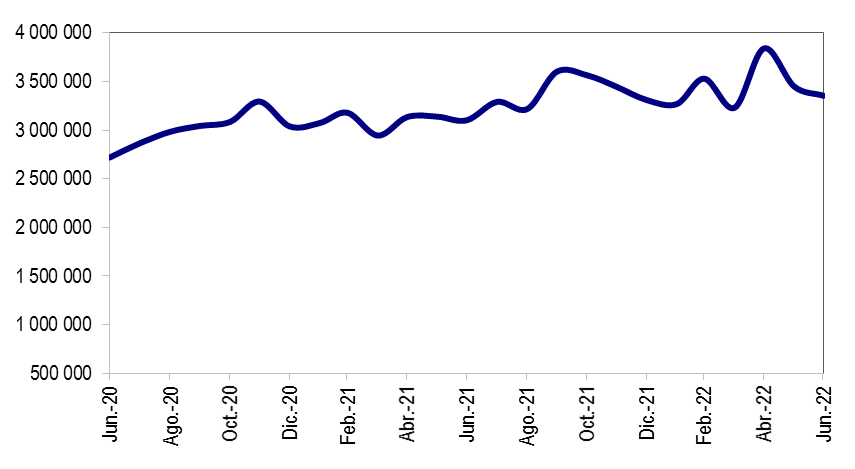 4 000 000
3 500 000
3 000 000
2 500 000
2 000 000
1 500 000
1 000 000
500 000
Jun.-20
Ago.-20
Oct.-20
Dic.-20
Feb.-21
Abr.-21
Jun.-21
Ago.-21
Oct.-21
Dic.-21
Feb.-22
Abr.-22
Jun.-22